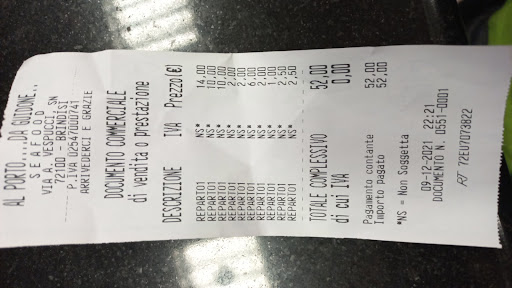 AL PORTO....DA GUIDONE..
SEAFOOD
VIA A. VESPUCCI, SN
72100 - BRINDISI
P.IVA 02547000741
ARRIVEDERCI E GRAZIE
DOCUMENTO COMMERCIALE
di vendita o prestazione
DESCRIZIONE IVA Prezzo(€)
REPARTO1 NS* 14,00
REPARTO1 NS* 10,00
REPARTO1 NS* 10,00
REPARTO1 NS* 2,00
REPARTO1 NS* 2,00
REPARTO1 NS* 6,00
REPARTO1 NS* 2,00
REPARTO1 NS* 1,00
REPARTO1 NS* 2,50
REPARTO1 NS* 2,50
TOTALE COMPLESSIVO 52,00
di cui IVA 0,00
Pagamento contante 52,00
Importo pagato 52,00
*NS = Non Soggetta
09-12-2021 22:21
DOCUMENTO N. 0551-0001
RT 72EU7073822